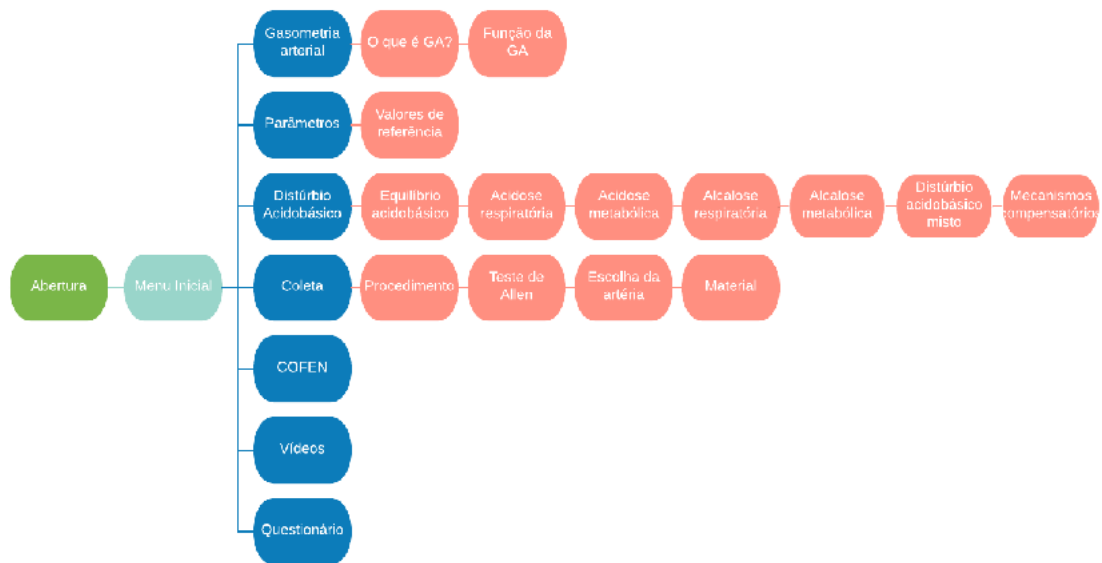 Abertura
Menu Inicial
Gasometria
arterial
O que é GA?
Função da
GA
Parâmetros
Valores de
referência
Distúrbio
Acidobásico
Equilíbrio
acidobásico
Acidose
respiratória
Acidose
metabólica
Alcalose
respiratória
Alcalose
metabólica
Distúrbio
acidobásico
misto
Mecanismos
compensatórios
Coleta
Procedimento
Teste de
Allen
Escolha da
artéria
Material
COFEN
Vídeos
Questionário